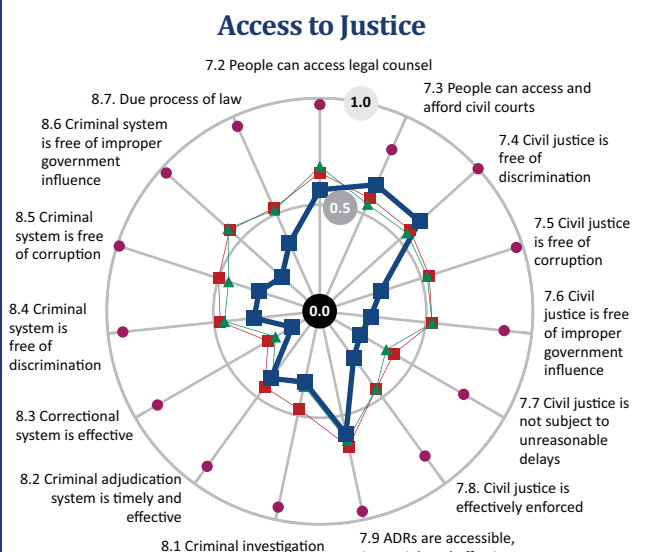 Access to Justice
7.2 People can access legal counsel
1.0
7.3 People can access and
afford civil courts
7.4 Civil justice is
free of
discrimination
7.5 Civil justice
is free of
corruption
7.6 Civil
justice is free
of improper
government
influence
7.7 Civil justice is
not subject to
unreasonable
delays
7.8. Civil justice is
effectively enforced
7.9 ADRs are accessible,
8.1 Criminal investigation
8.2 Criminal adjudication
system is timely and
effective
8.3 Correctional
system is effective
8.4 Criminal
system is
free of
discrimination
8.5 Criminal
system is free
of corruption
8.6 Criminal system
is free of improper
government
influence
8.7. Due process of law
0.5
0.0